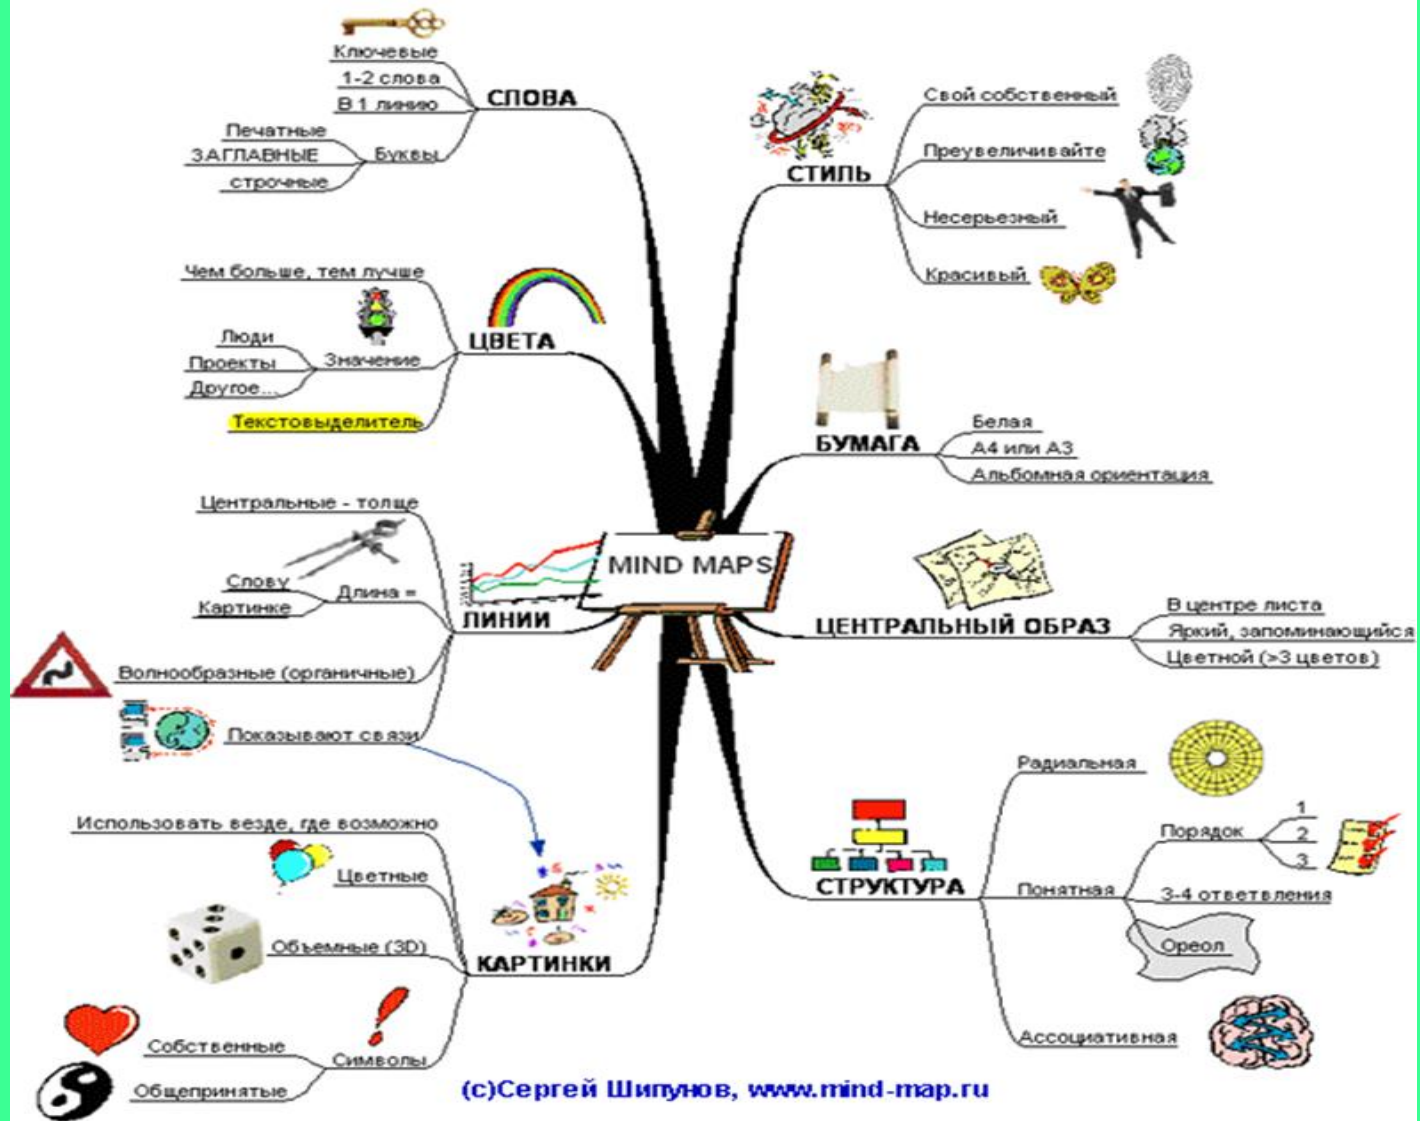 Ключевые
1-2 слова
В 1 линию
Печатные
ЗАГЛАВНЫЕ
строчные
Буквы
СЛОВА
Чем больше, тем лучше
Люди
Проекты
Другое...
Значение
Текстовыделитель
ЦВЕТА
Центральные - толще
Слову
Картинке
Длина =
Волнообразные (органичные)
Показывают связи
ЛИНИИ
Использовать везде, где возможно
Цветные
Объемные (3D)
Собственные
Общепринятые
Символы
КАРТИНКИ
MIND MAPS
СТИЛЬ
Свой собственный
Преувеличивайте
Несерьезный
Красивый
БУМАГА
Белая
А4 или А3
Альбомная ориентация
ЦЕНТРАЛЬНЫЙ ОБРАЗ
В центре листа
Яркий, запоминающийся
Цветной (>3 цветов)
СТРУКТУРА
Радиальная
Понятная
Порядок
1
2
3
3-4 ответвления
Ореол
Ассоциативная
(с)Сергей Шипунов, www.mind-map.ru